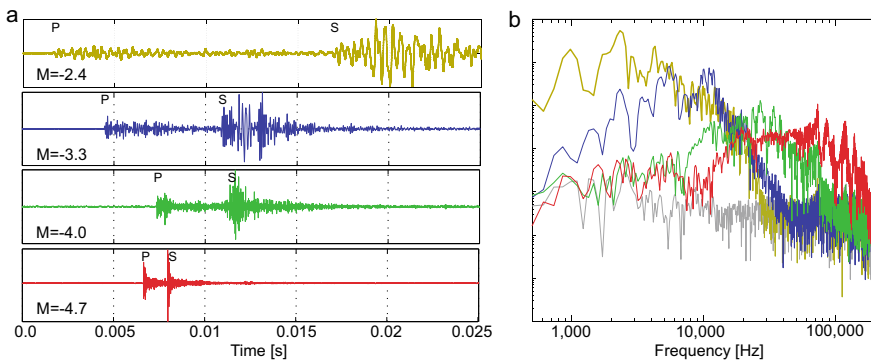 a
P S
M=-2.4
P S
M=-3.3
P S
M=-4.0
P S
M=-4.7
0.0 0.005 0.01 0.015 0.02 0.025
Time [s]
b
1,000 10,000 100,000
Frequency [Hz]